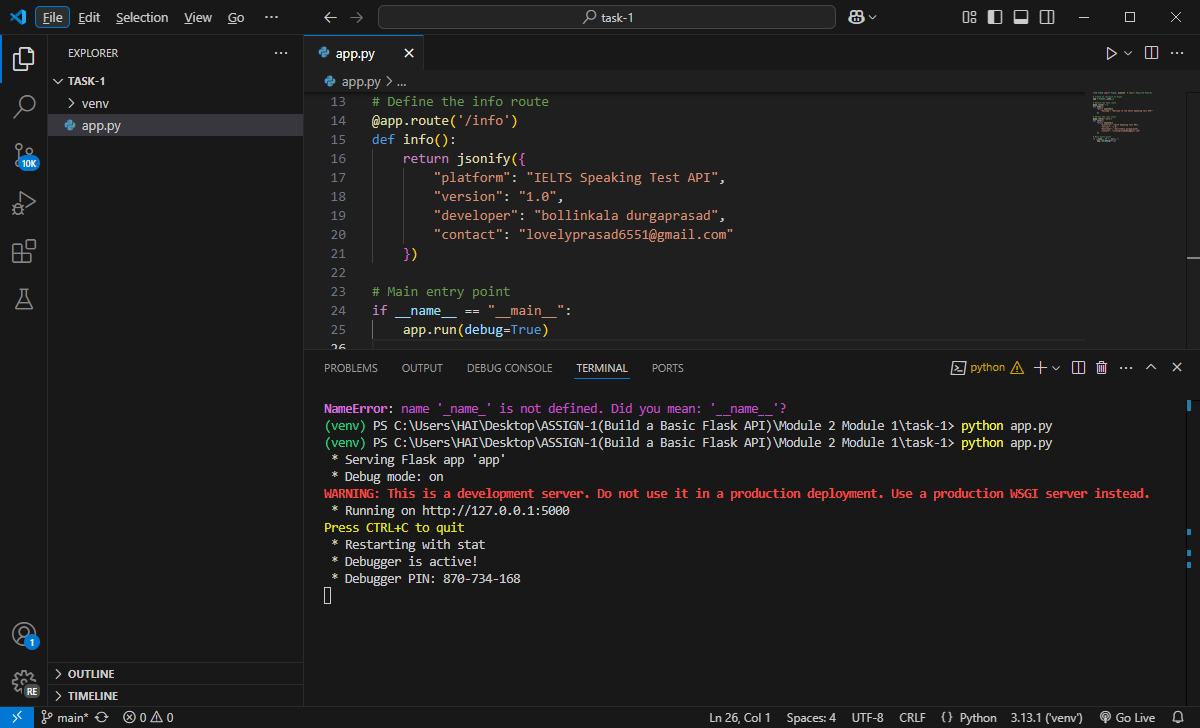 File Edit Selection View Go ... task-1
EXPLORER ...
TASK-1
venv
app.py
10K
1
RE
OUTLINE
TIMELINE
app.py
app.py > ...
13 # Define the info route
14 @app.route('/info')
15 def info():
16 return jsonify({
17 "platform": "IELTS Speaking Test API",
18 "version": "1.0",
19 "developer": "bollinkala durgaprasad",
20 "contact": "lovelyprasad6551@gmail.com"
21 })
22
23 # Main entry point
24 if __name__ == "__main__":
25 app.run(debug=True)
26
PROBLEMS OUTPUT DEBUG CONSOLE TERMINAL PORTS python
NameError: name '_name_' is not defined. Did you mean: '__name__'?
(venv) PS C:\Users\HAI\Desktop\ASSIGN-1(Build a Basic Flask API)\Module 2 Module 1\task-1> python app.py
(venv) PS C:\Users\HAI\Desktop\ASSIGN-1(Build a Basic Flask API)\Module 2 Module 1\task-1> python app.py
* Serving Flask app 'app'
* Debug mode: on
WARNING: This is a development server. Do not use it in a production deployment. Use a production WSGI server instead.
* Running on http://127.0.0.1:5000
Press CTRL+C to quit
* Restarting with stat
* Debugger is active!
* Debugger PIN: 870-734-168
main* 0 0 Ln 26, Col 1 Spaces: 4 UTF-8 CRLF {} Python 3.13.1 ('venv') Go Live